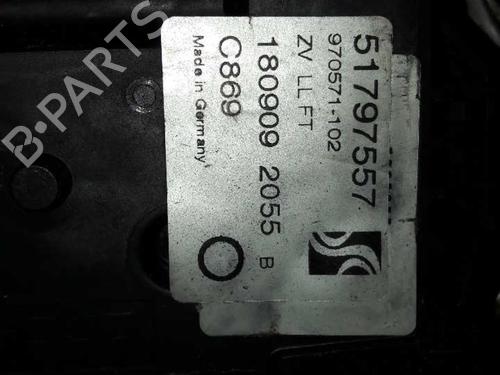 51797557
970571-102
ZV LL FT
180909 2055 B
C869
Made in Germany
B-PARTS